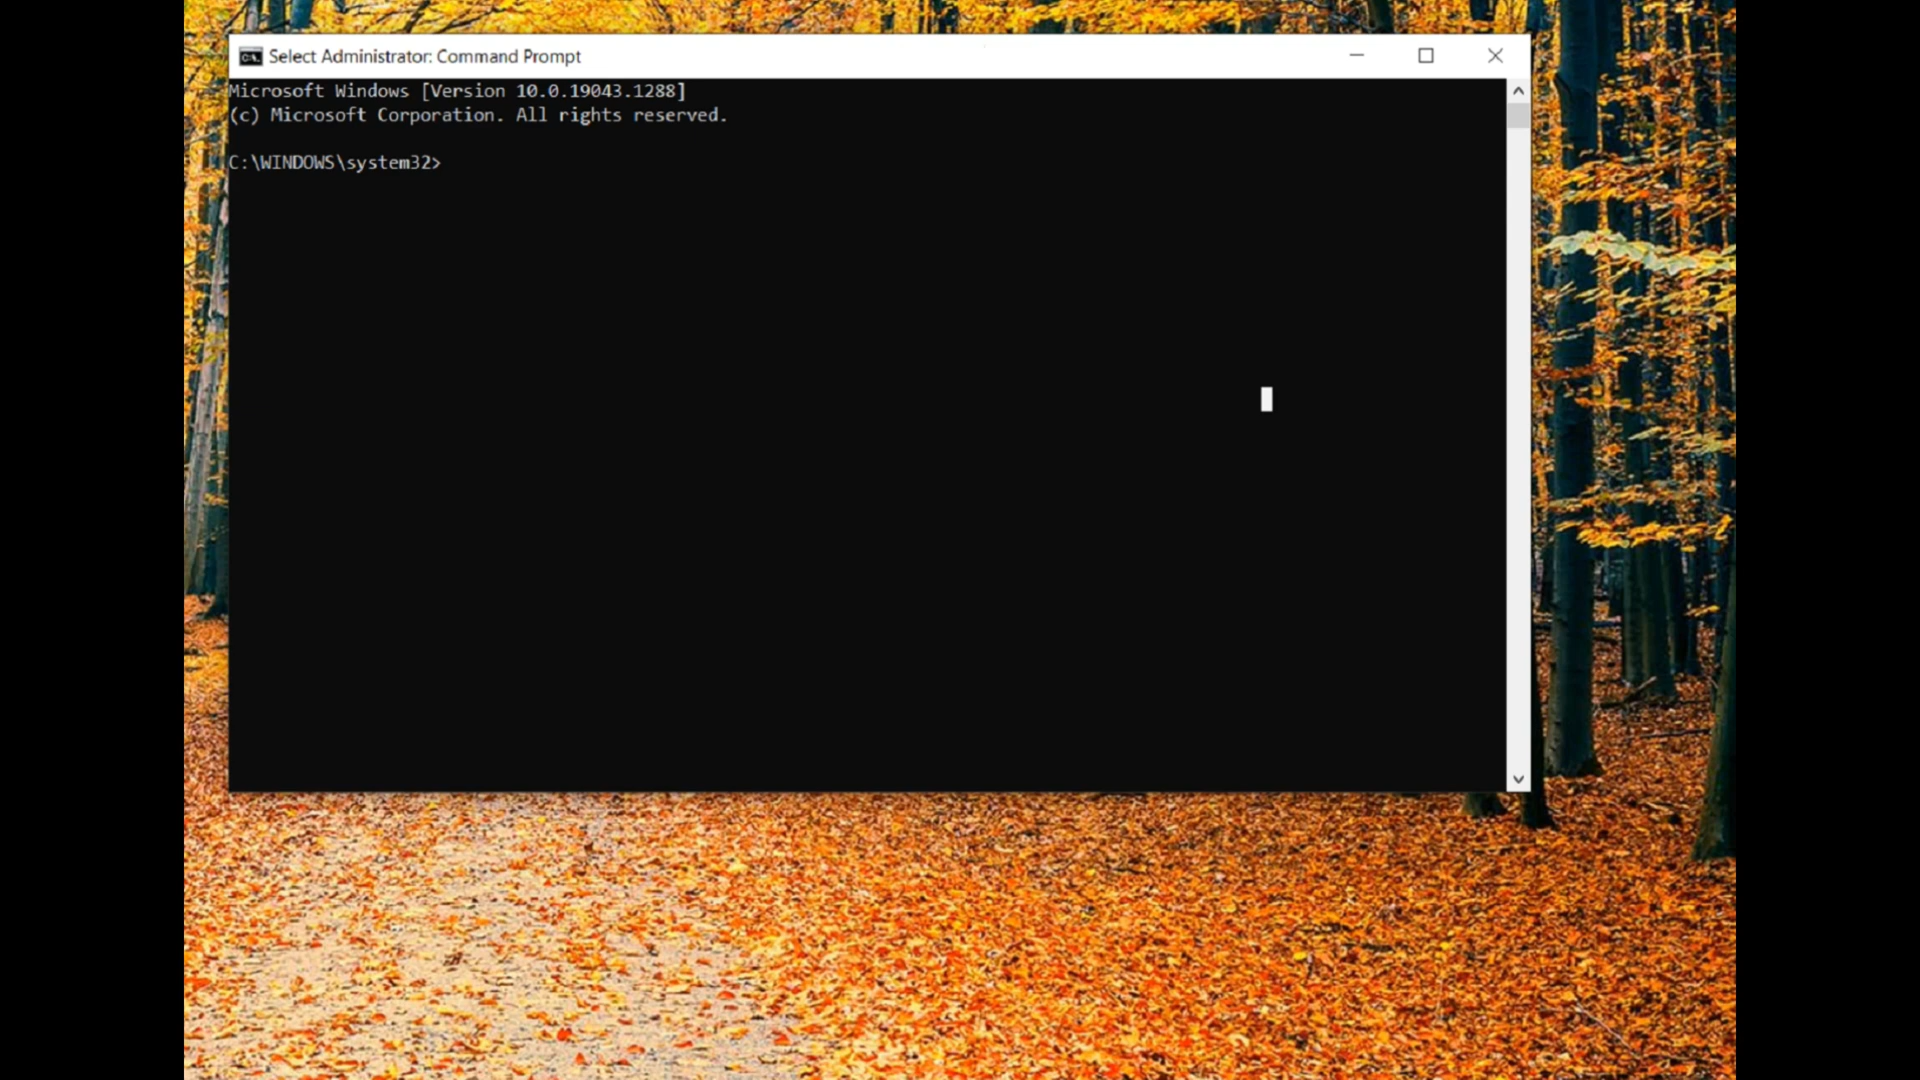 Select Administrator: Command Prompt
Microsoft Windows [Version 10.0.19043.1288]
(c) Microsoft Corporation. All rights reserved.
C:\WINDOWS\system32>